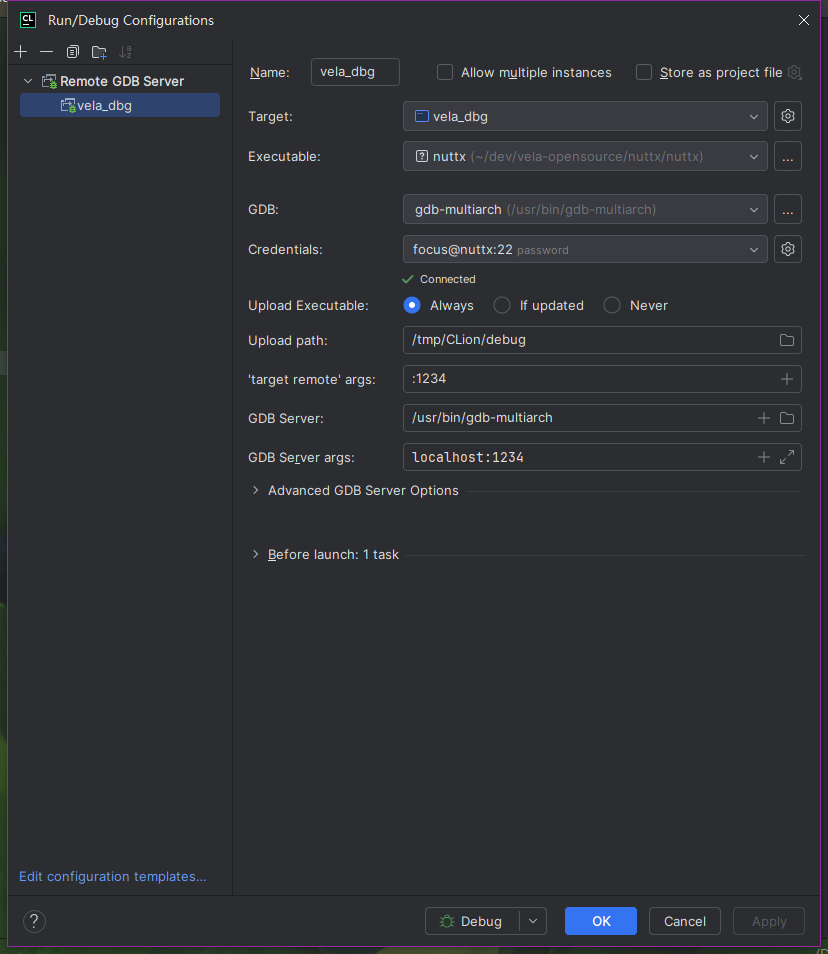 CL Run/Debug Configurations
Remote GDB Server
vela_dbg
Edit configuration templates...
Name: vela_dbg Allow multiple instances Store as project file
Target: vela_dbg
Executable: nuttx (~/dev/vela-opensource/nuttx/nuttx) ...
GDB: gdb-multiarch (/usr/bin/gdb-multiarch) ...
Credentials: focus@nuttx:22 password
Connected
Upload Executable: Always If updated Never
Upload path: /tmp/CLion/debug
'target remote' args: :1234
GDB Server: /usr/bin/gdb-multiarch
GDB Server args: localhost:1234
Advanced GDB Server Options
Before launch: 1 task
? Debug OK Cancel Apply